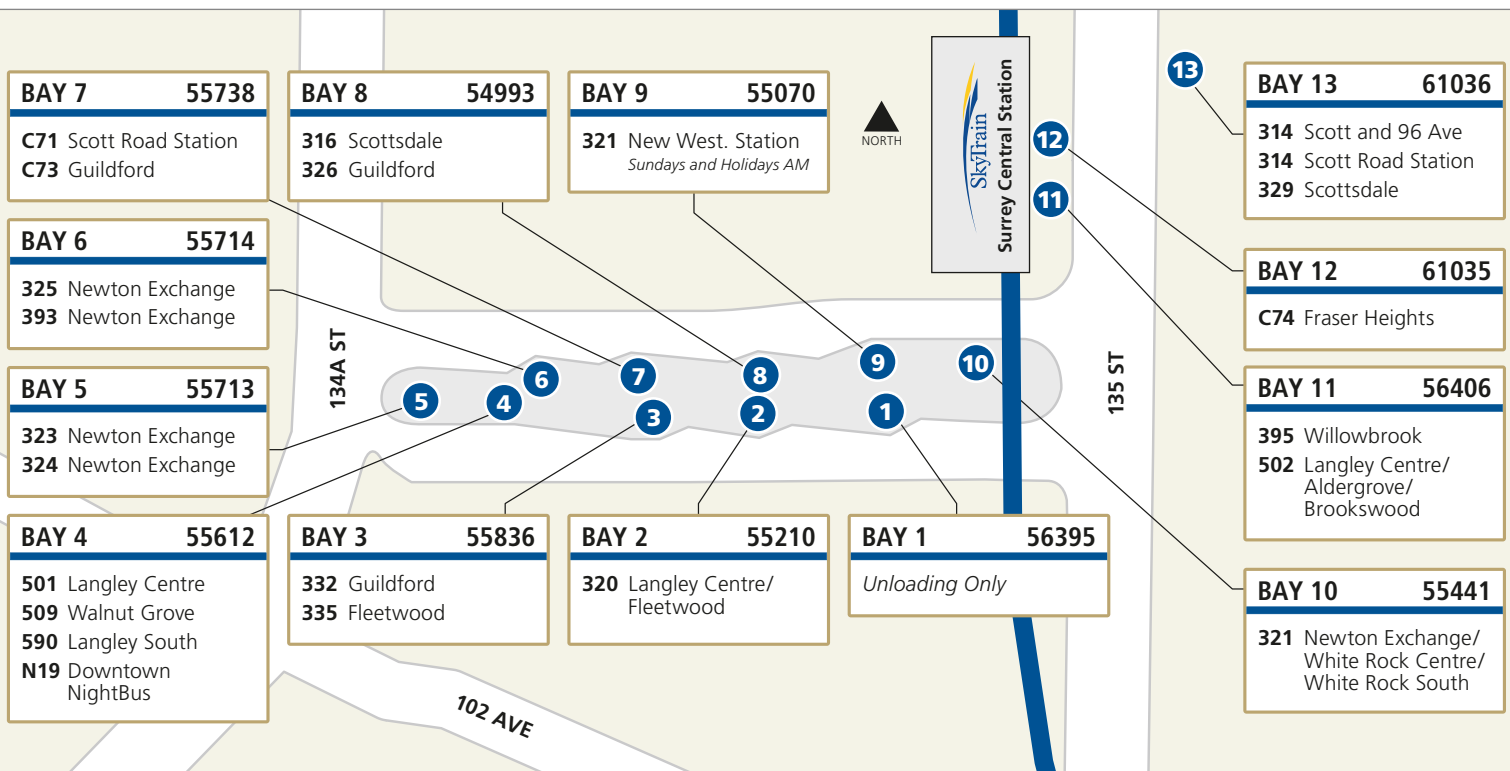 BAY 7 55738
C71 Scott Road Station
C73 Guildford
BAY 8 54993
316 Scottsdale
326 Guildford
BAY 9 55070
321 New West. Station
Sundays and Holidays AM
NORTH
SkyTrain
Surrey Central Station
13
12
11
BAY 13 61036
314 Scott and 96 Ave
314 Scott Road Station
329 Scottsdale
BAY 6 55714
325 Newton Exchange
393 Newton Exchange
BAY 12 61035
C74 Fraser Heights
BAY 5 55713
323 Newton Exchange
324 Newton Exchange
134A ST
5
4
6
7
3
8
2
9
1
10
135 ST
BAY 11 56406
395 Willowbrook
502 Langley Centre/
Aldergrove/
Brookswood
BAY 4 55612
501 Langley Centre
509 Walnut Grove
590 Langley South
N19 Downtown
NightBus
BAY 3 55836
332 Guildford
335 Fleetwood
BAY 2 55210
320 Langley Centre/
Fleetwood
BAY 1 56395
Unloading Only
BAY 10 55441
321 Newton Exchange/
White Rock Centre/
White Rock South
102 AVE